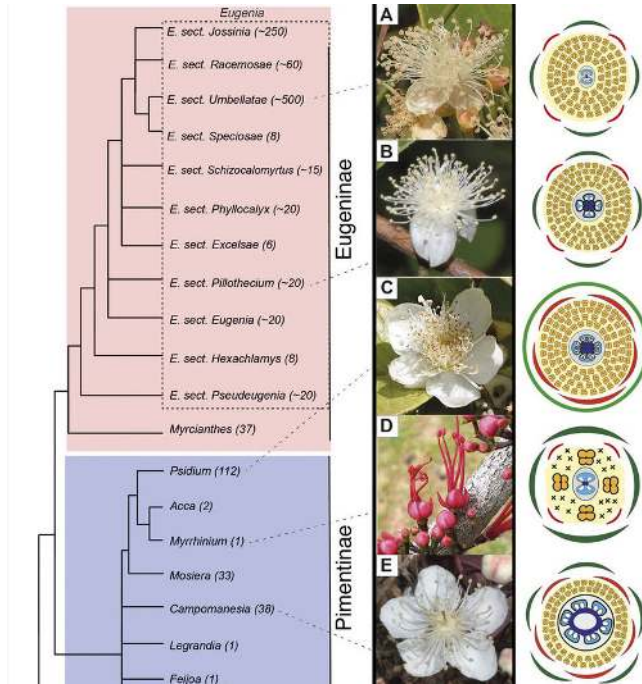 Eugenia
E. sect. Jossinia (~250)
E. sect. Racemosae (~60)
E. sect. Umbellatae (~500)
E. sect. Speciosae (8)
E. sect. Schizocalomyrtus (~15)
E. sect. Phyllocalyx (~20)
E. sect. Excelsae (6)
E. sect. Pillothecium (~20)
E. sect. Eugenia (~20)
E. sect. Hexachlamys (8)
E. sect. Pseudeugenia (~20)
Myrcianthes (37)
Eugeninae
Psidium (112)
Acca (2)
Myrrhinium (1)
Mosiera (33)
Campomanesia (38)
Legrandia (1)
Feijoa (1)
Pimentinae
A
B
C
D
E